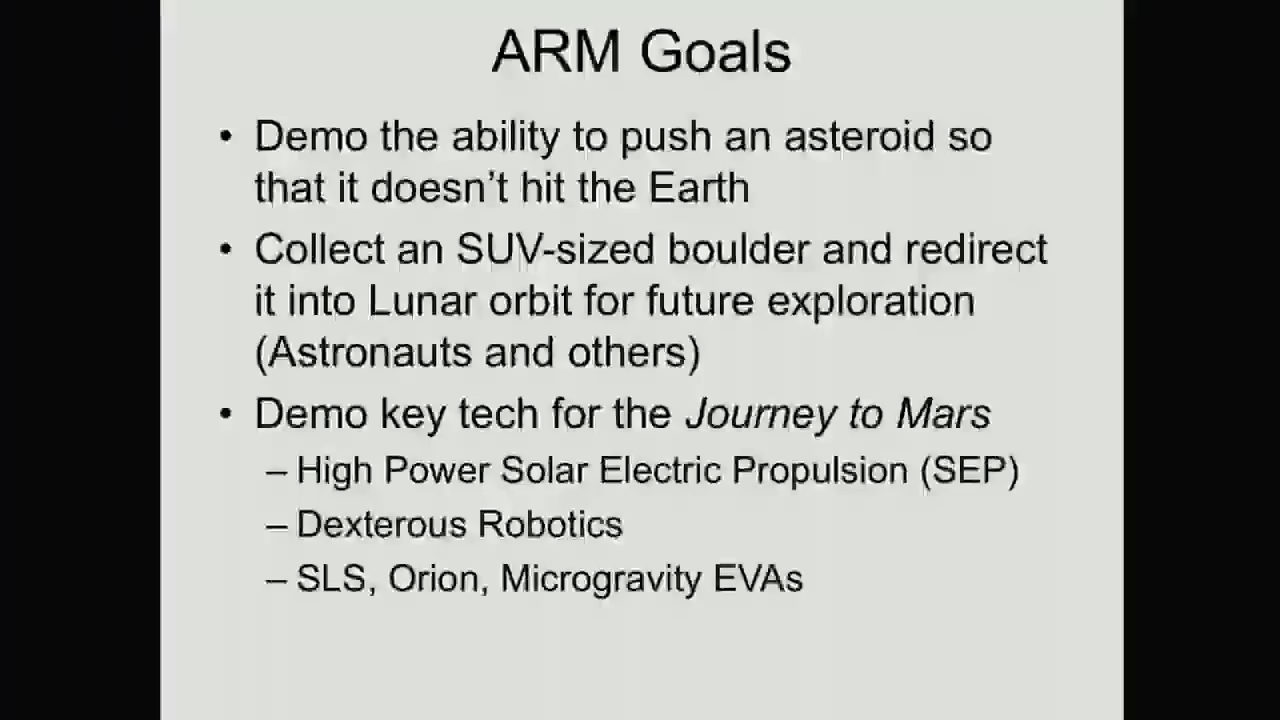 ARM Goals
• Demo the ability to push an asteroid so
that it doesn't hit the Earth
• Collect an SUV-sized boulder and redirect
it into Lunar orbit for future exploration
(Astronauts and others)
• Demo key tech for the Journey to Mars
– High Power Solar Electric Propulsion (SEP)
– Dexterous Robotics
– SLS, Orion, Microgravity EVAs